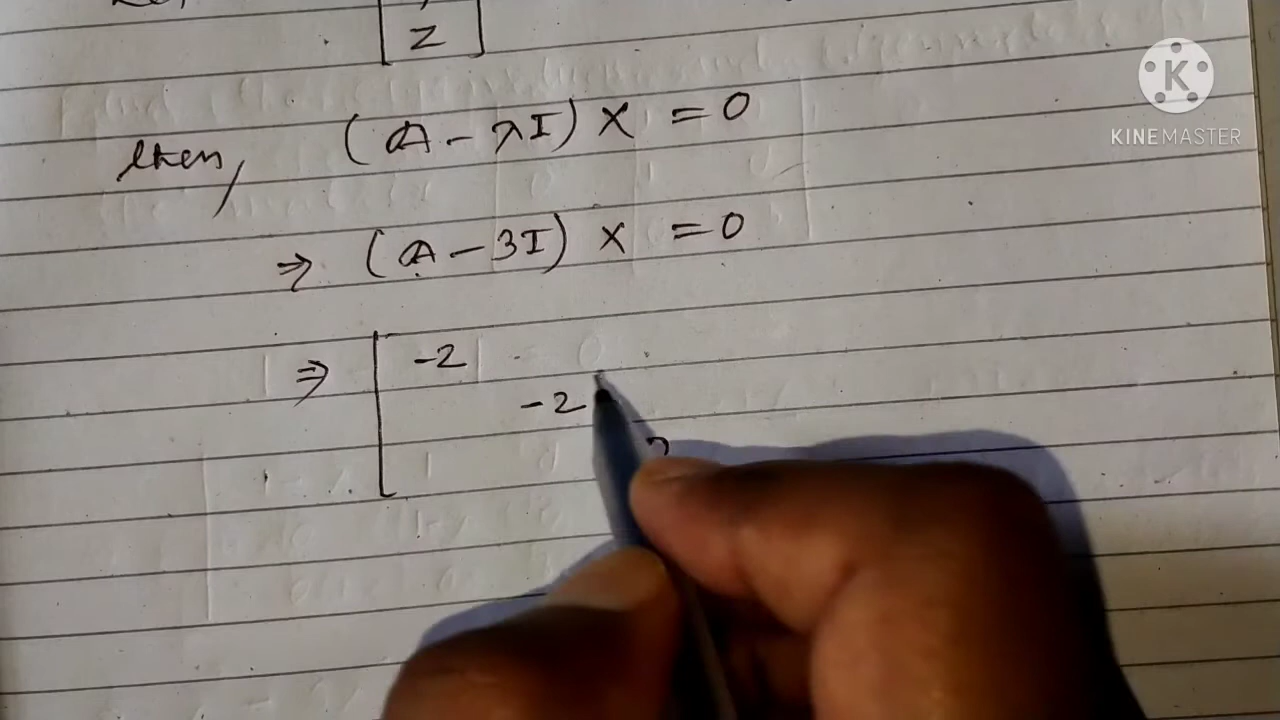 z
K
KINEMASTER
then, (A - λI) X = 0
⇒ (A - 3I) X = 0
⇒ [ -2
-2